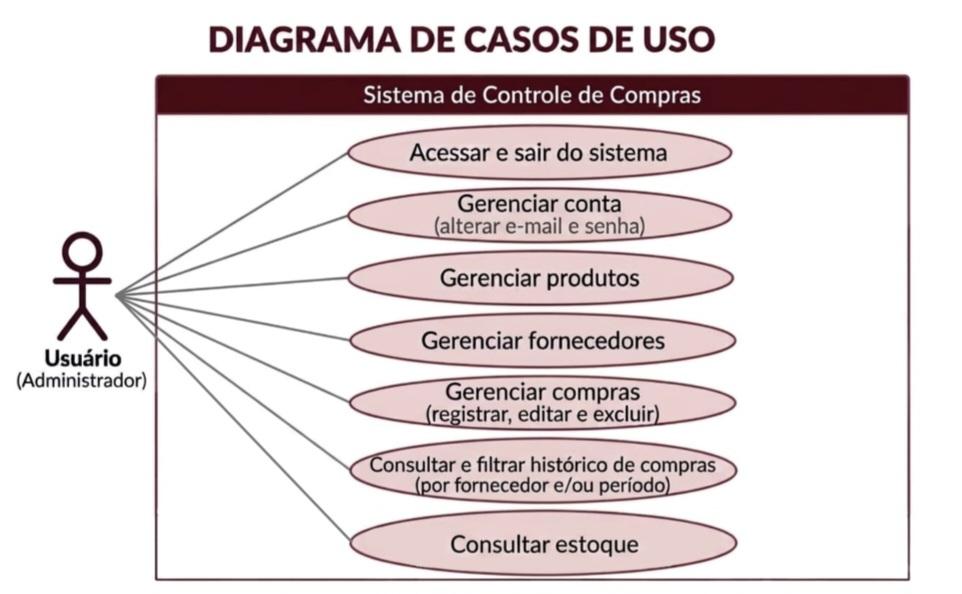 DIAGRAMA DE CASOS DE USO
Sistema de Controle de Compras
Acessar e sair do sistema
Gerenciar conta
(alterar e-mail e senha)
Gerenciar produtos
Gerenciar fornecedores
Gerenciar compras
(registrar, editar e excluir)
Consultar e filtrar histórico de compras
(por fornecedor e/ou período)
Consultar estoque
Usuário
(Administrador)